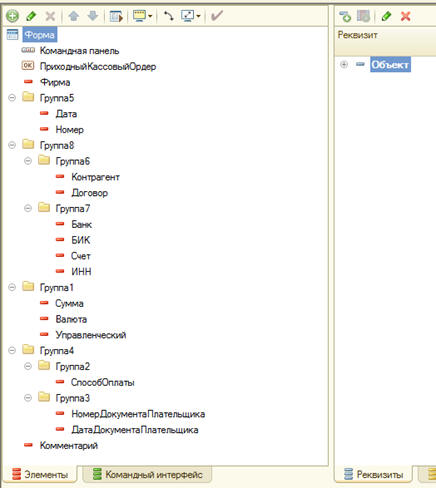 Форма
Командная панель
OK ПриходныйКассовыйОрдер
Фирма
Группа5
Дата
Номер
Группа8
Группа6
Контрагент
Договор
Группа7
Банк
БИК
Счет
ИНН
Группа1
Сумма
Валюта
Управленческий
Группа4
Группа2
СпособОплаты
Группа3
НомерДокументаПлательщика
ДатаДокументаПлательщика
Комментарий
Элементы
Командный интерфейс
Реквизит
Объект
Реквизиты